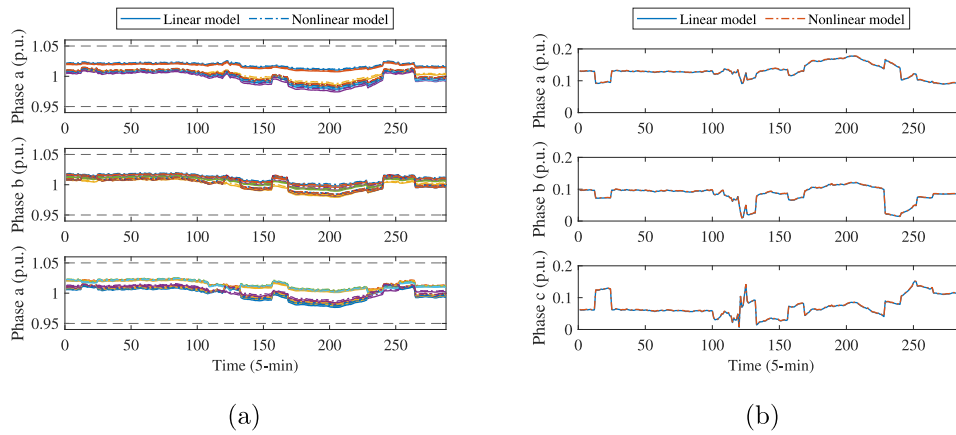 Linear model Nonlinear model
Phase a (p.u.)
1.05
1
0.95
0 50 100 150 200 250
Phase b (p.u.)
1.05
1
0.95
0 50 100 150 200 250
Phase a (p.u.)
1.05
1
0.95
0 50 100 150 200 250
Time (5-min)
(a)
Linear model Nonlinear model
Phase a (p.u.)
0.2
0.1
0
0 50 100 150 200 250
Phase b (p.u.)
0.2
0.1
0
0 50 100 150 200 250
Phase c (p.u.)
0.2
0.1
0
0 50 100 150 200 250
Time (5-min)
(b)